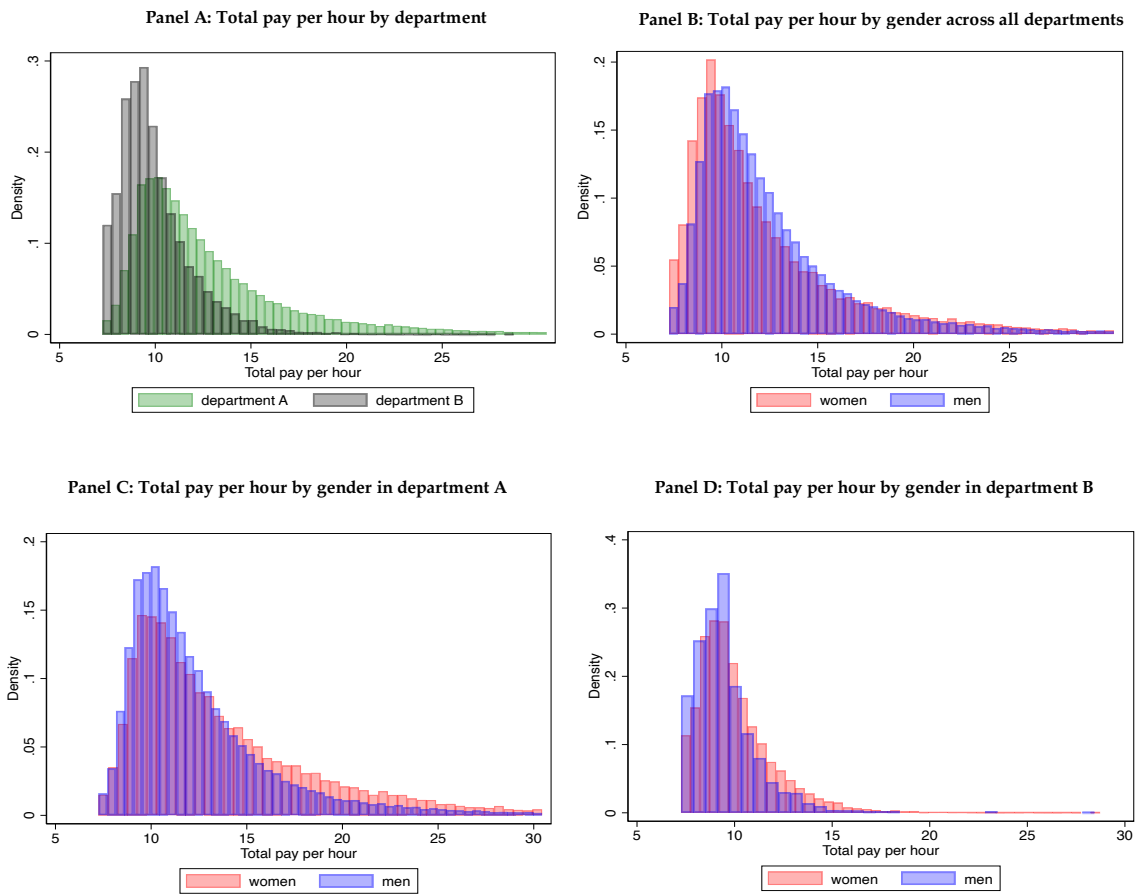 Panel A: Total pay per hour by department
Density
0
.1
.2
.3
5
10
15
20
25
Total pay per hour
department A
department B
Panel B: Total pay per hour by gender across all departments
Density
0
.05
.1
.15
.2
5
10
15
20
25
Total pay per hour
women
men
Panel C: Total pay per hour by gender in department A
Density
0
.05
.1
.15
.2
5
10
15
20
25
30
Total pay per hour
women
men
Panel D: Total pay per hour by gender in department B
Density
0
.1
.2
.3
.4
5
10
15
20
25
30
Total pay per hour
women
men